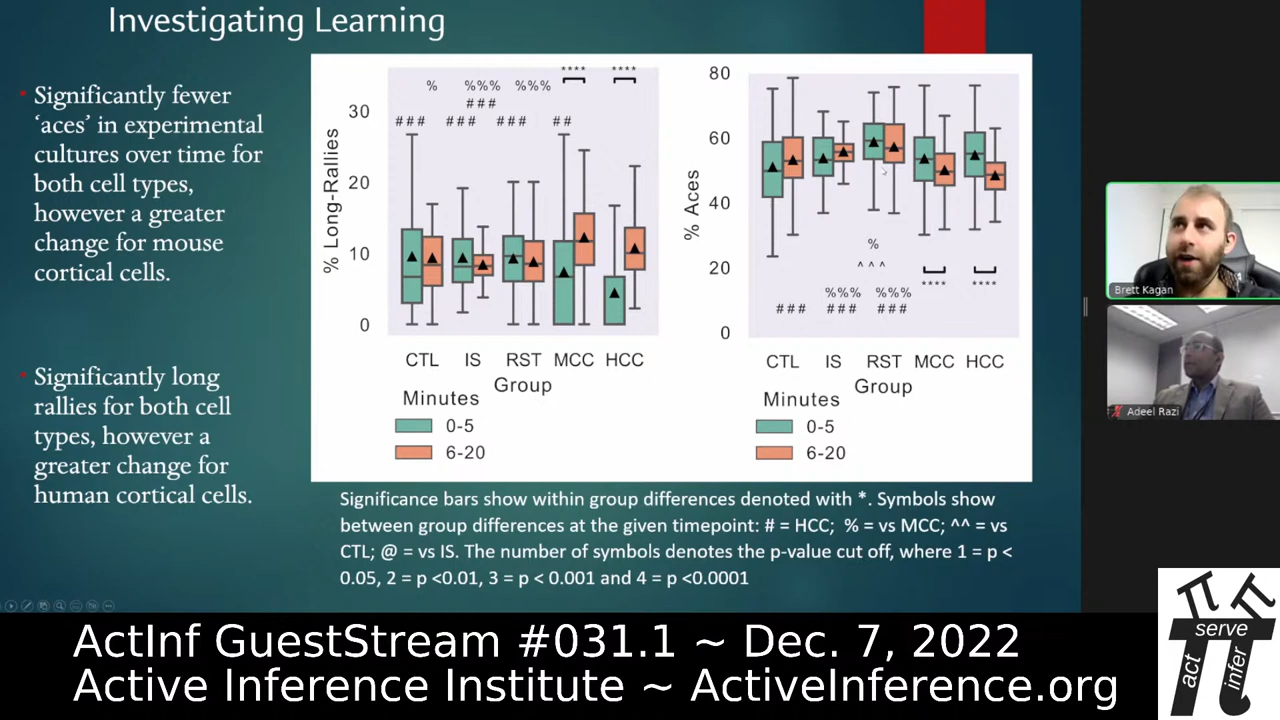 Investigating Learning
• Significantly fewer
‘aces’ in experimental
cultures over time for
both cell types,
however a greater
change for mouse
cortical cells.
• Significantly long
rallies for both cell
types, however a
greater change for
human cortical cells.
% Long-Rallies
30
20
10
0
% %%% %%%
###
### ### ### ##
**** ****
CTL IS RST MCC HCC
Group
Minutes
0-5
6-20
% Aces
80
60
40
20
0
%
^ ^ ^
%%% %%%
### ### ###
**** ****
CTL IS RST MCC HCC
Group
Minutes
0-5
6-20
Significance bars show within group differences denoted with *. Symbols show
between group differences at the given timepoint: # = HCC; % = vs MCC; ^^ = vs
CTL; @ = vs IS. The number of symbols denotes the p-value cut off, where 1 = p <
0.05, 2 = p <0.01, 3 = p < 0.001 and 4 = p <0.0001
Brett Kagan
Adeel Razi
ActInf GuestStream #031.1 ~ Dec. 7, 2022
Active Inference Institute ~ ActiveInference.org
serve
act
infer